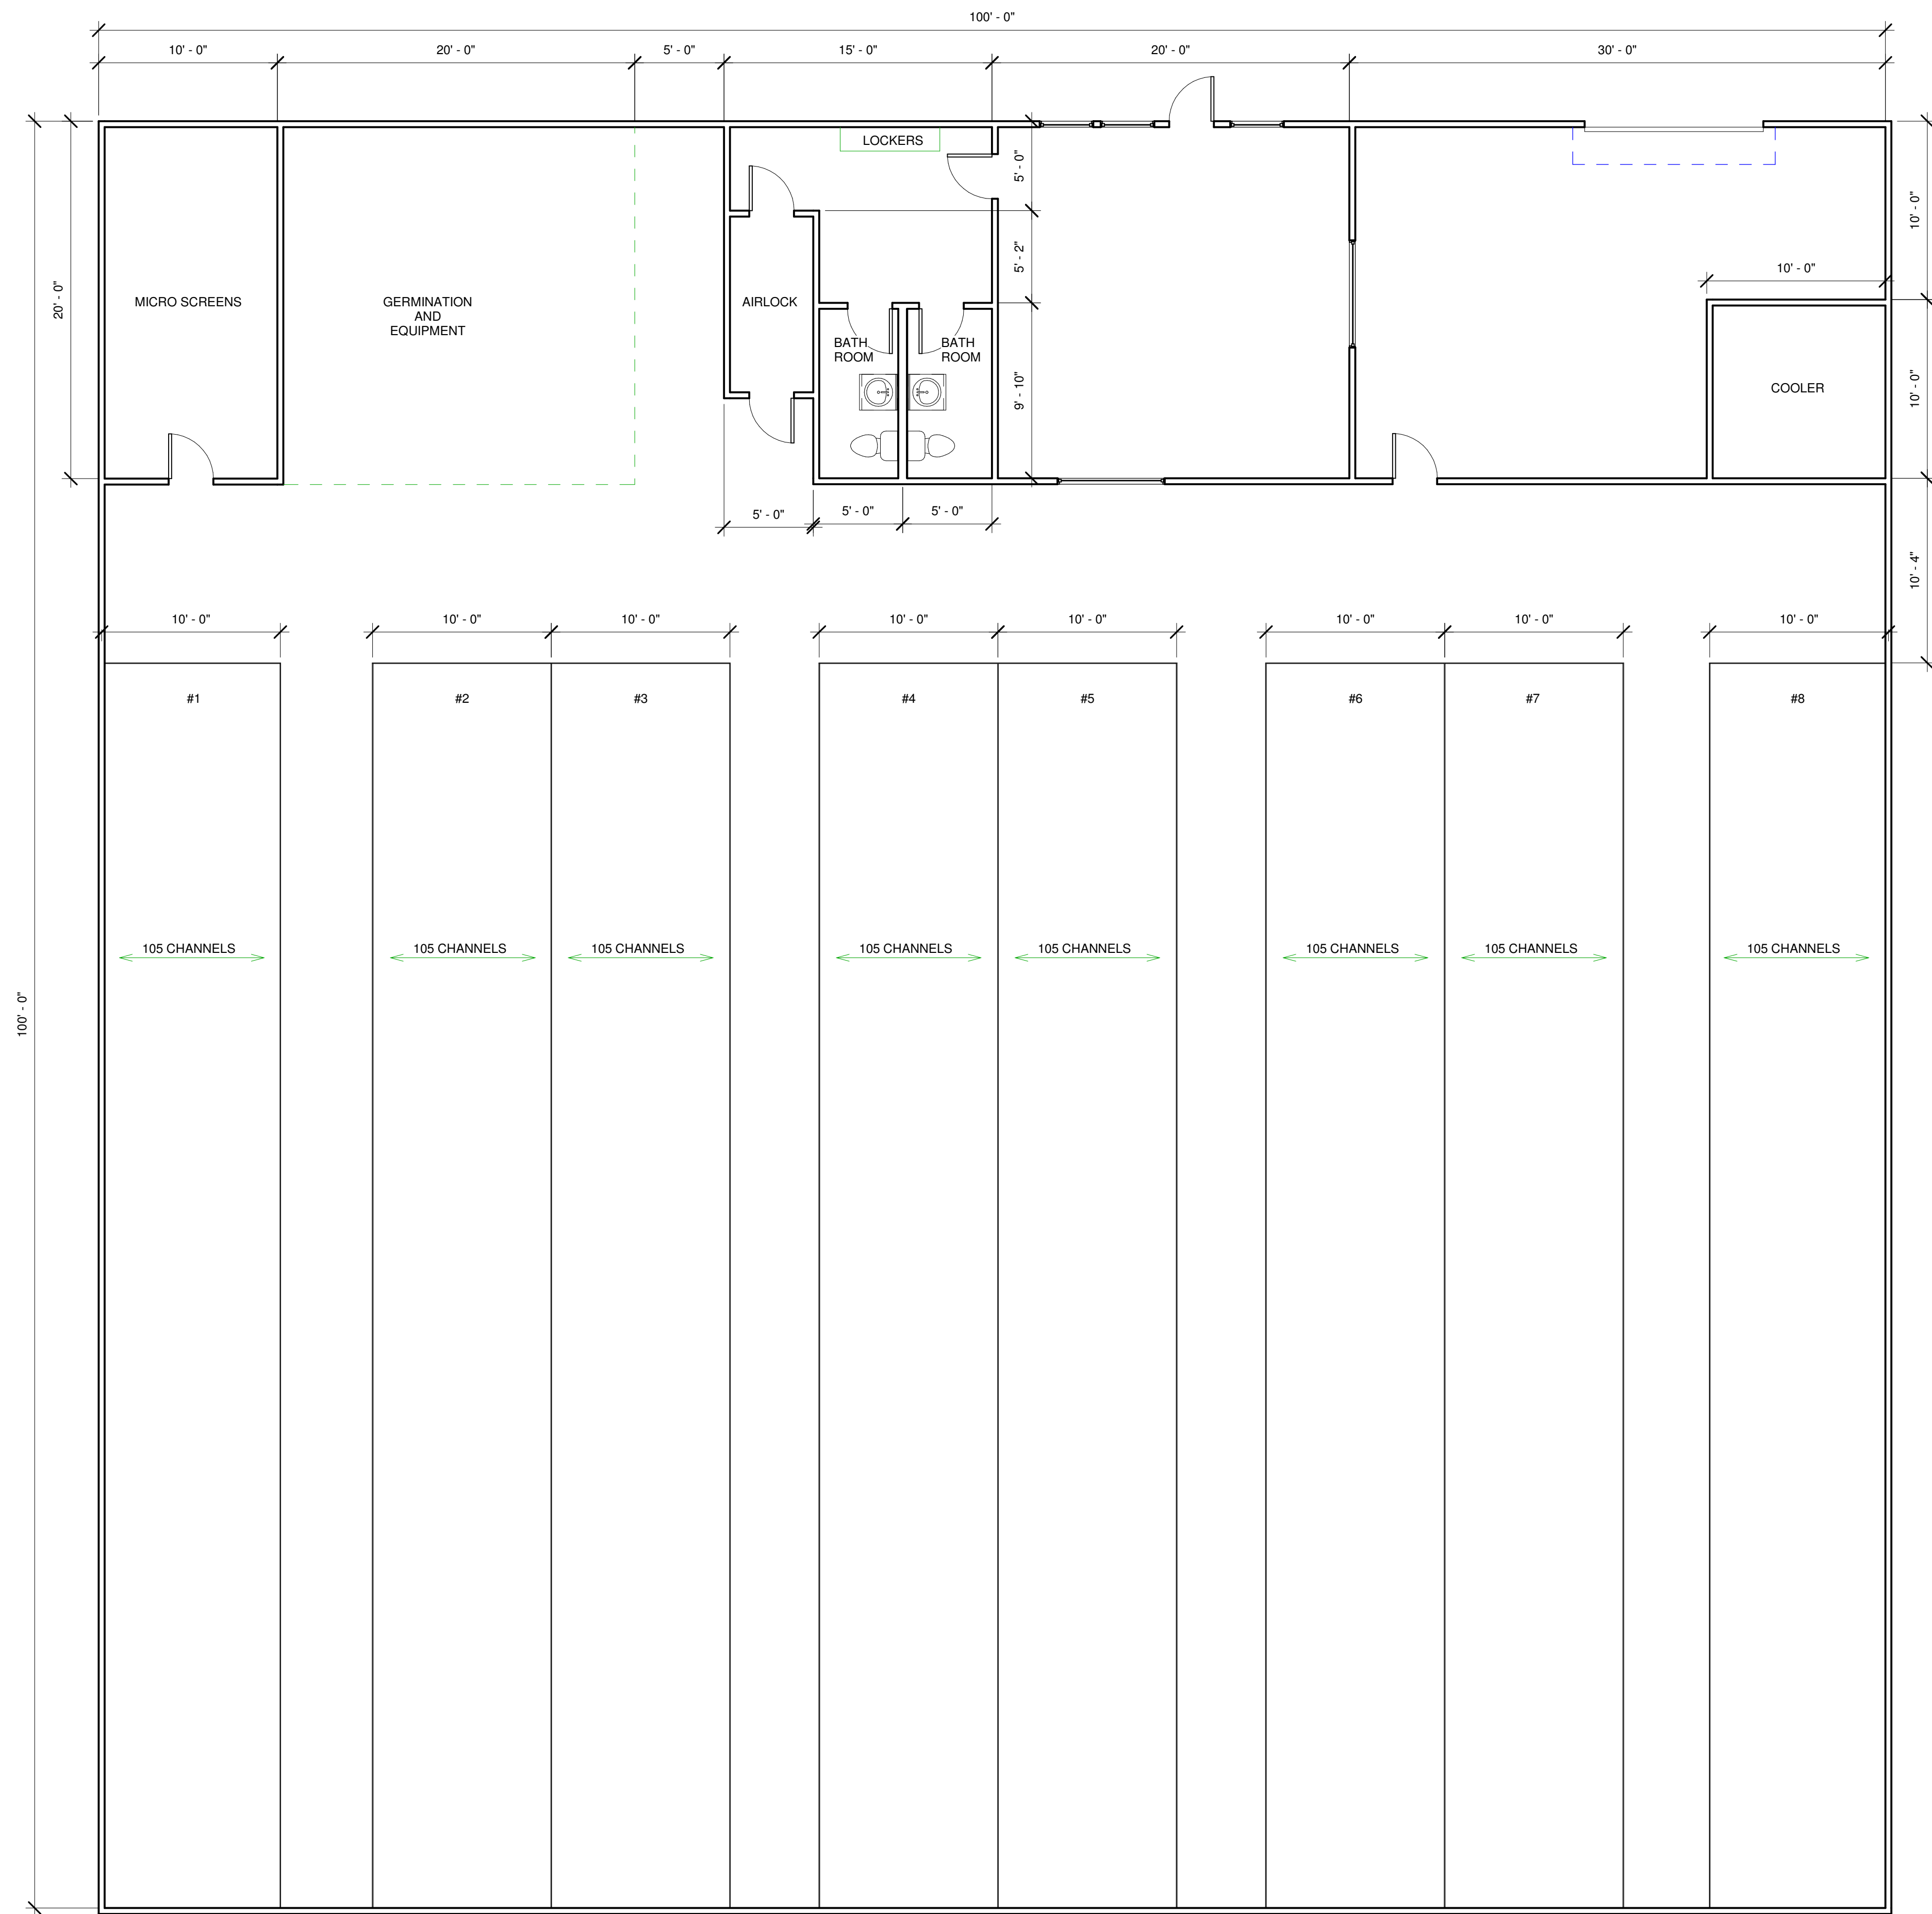 100' - 0"
10' - 0"
20' - 0"
5' - 0"
15' - 0"
20' - 0"
30' - 0"
LOCKERS
5' - 0"
10' - 0"
5' - 2"
10' - 0"
20' - 0"
MICRO SCREENS
GERMINATION
AND
EQUIPMENT
AIRLOCK
BATH
ROOM
BATH
ROOM
9' - 10"
COOLER
10' - 0"
5' - 0"
5' - 0"
5' - 0"
10' - 4"
10' - 0"
10' - 0"
10' - 0"
10' - 0"
10' - 0"
10' - 0"
10' - 0"
10' - 0"
#1
#2
#3
#4
#5
#6
#7
#8
105 CHANNELS
105 CHANNELS
105 CHANNELS
105 CHANNELS
105 CHANNELS
105 CHANNELS
105 CHANNELS
105 CHANNELS
100' - 0"